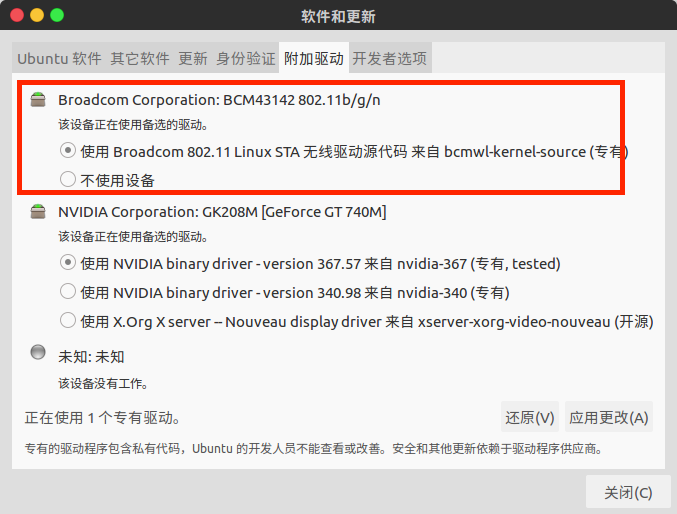 软件和更新
Ubuntu 软件 其它软件 更新 身份验证 附加驱动 开发者选项
Broadcom Corporation: BCM43142 802.11b/g/n
该设备正在使用备选的驱动。
使用 Broadcom 802.11 Linux STA 无线驱动源代码 来自 bcmwl-kernel-source (专有)
不使用设备
NVIDIA Corporation: GK208M [GeForce GT 740M]
该设备正在使用备选的驱动。
使用 NVIDIA binary driver - version 367.57 来自 nvidia-367 (专有, tested)
使用 NVIDIA binary driver - version 340.98 来自 nvidia-340 (专有)
使用 X.Org X server -- Nouveau display driver 来自 xserver-xorg-video-nouveau (开源)
未知: 未知
该设备没有工作。
正在使用 1 个专有驱动。 还原(V) 应用更改(A)
专有的驱动程序包含私有代码，Ubuntu 的开发人员不能查看或改善。安全和其他更新依赖于驱动程序供应商。
关闭(C)